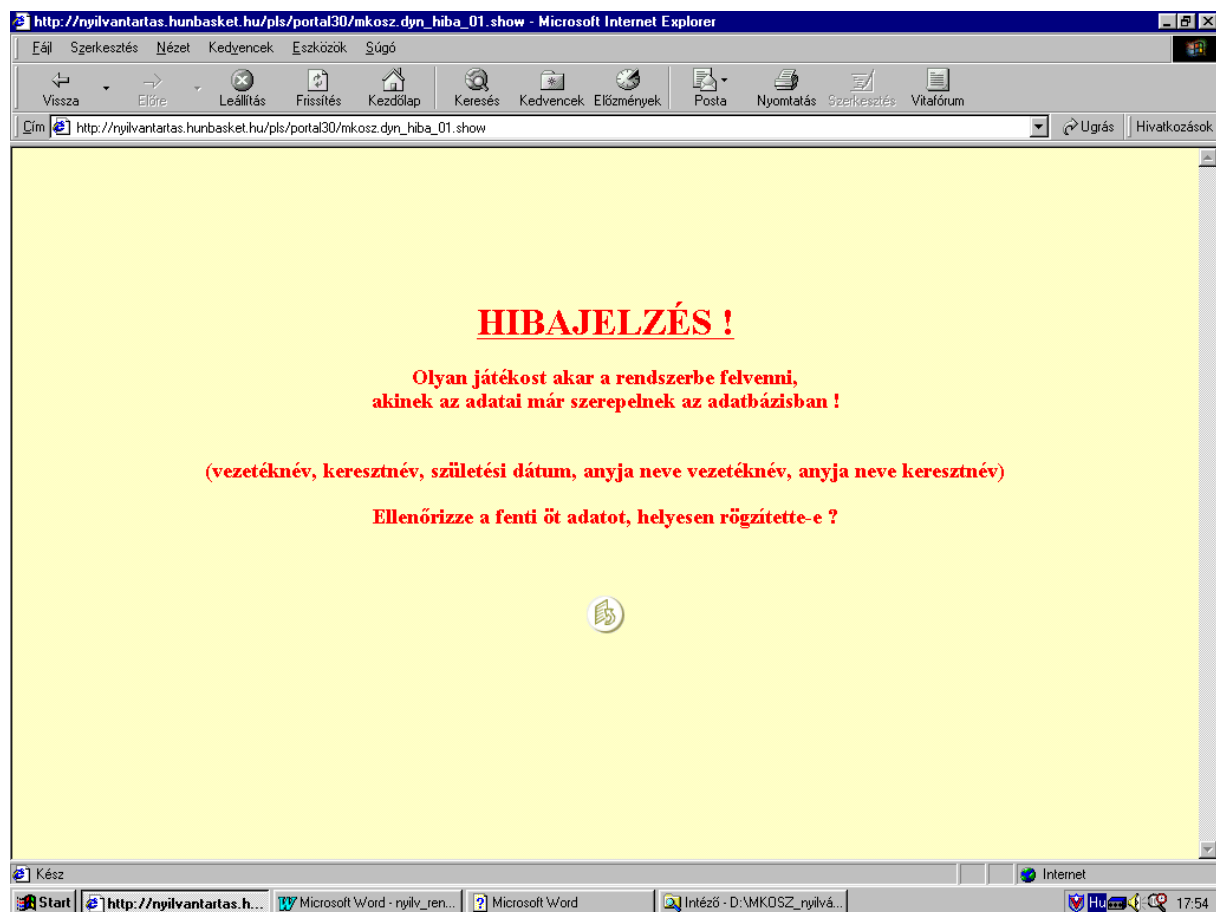 http://nyilvantartas.hunbasket.hu/pls/portal30/mkosz.dyn_hiba_01.show - Microsoft Internet Explorer
Fájl Szerkesztés Nézet Kedvencek Eszközök Súgó
Vissza Előre Leállítás Frissítés Kezdőlap Keresés Kedvencek Előzmények Posta Nyomtatás Szerkesztés Vitafórum
Cím http://nyilvantartas.hunbasket.hu/pls/portal30/mkosz.dyn_hiba_01.show Ugrás Hivatkozások
HIBAJELZÉS !
Olyan játékost akar a rendszerbe felvenni,
akinek az adatai már szerepelnek az adatbázisban !
(vezetéknév, keresztnév, születési dátum, anyja neve vezetéknév, anyja neve keresztnév)
Ellenőrizze a fenti öt adatot, helyesen rögzítette-e ?
Kész Internet
Start http://nyilvantartas.h... Microsoft Word - nyilv_ren... Microsoft Word Intéző - D:\MKOSZ_nyilvá... Hu 17:54